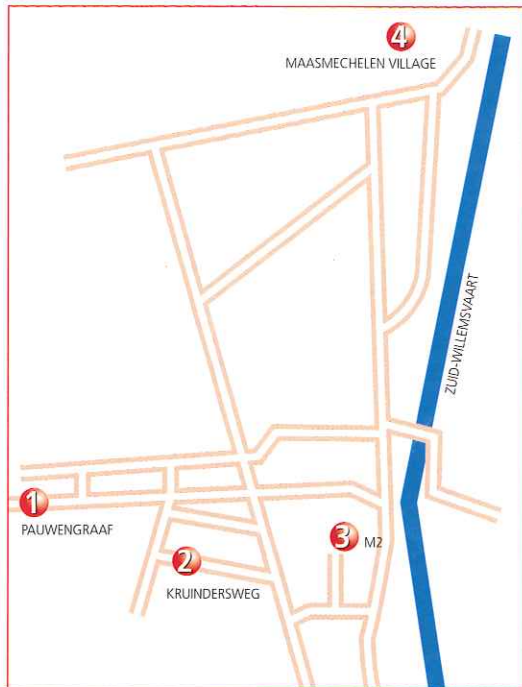 4
MAASMECHELEN VILLAGE
ZUID-WILLEMSVAART
1
PAUWENGRAAF
3 M2
2
KRUINDERSWEG